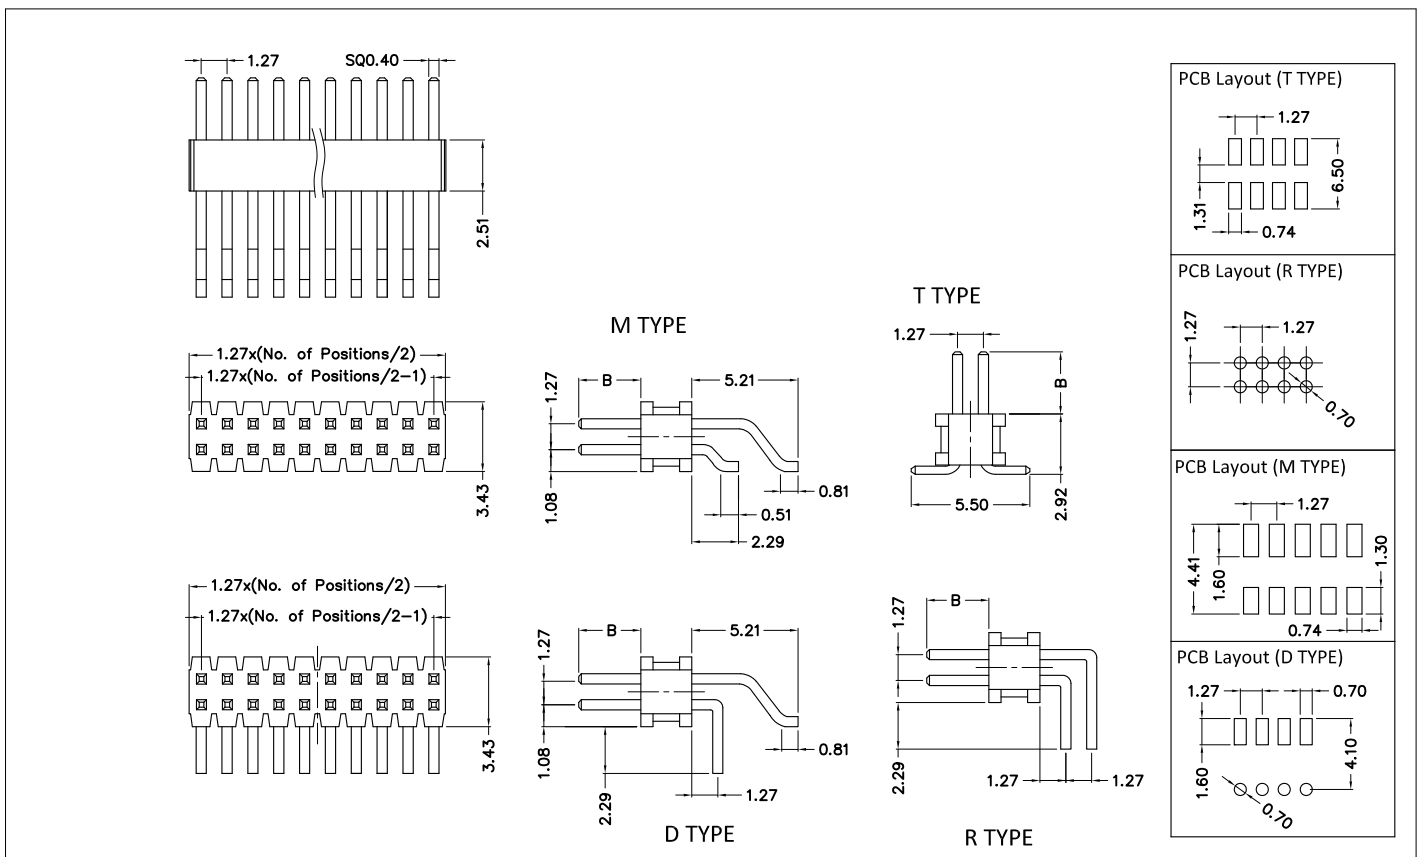 1.27
SQ0.40
2.51
1.27x(No. of Positions/2)
1.27x(No. of Positions/2-1)
3.43
M TYPE
B
5.21
1.27
1.08
0.81
0.51
2.29
T TYPE
1.27
B
2.92
5.50
1.27x(No. of Positions/2)
1.27x(No. of Positions/2-1)
3.43
B
5.21
1.27
1.08
0.81
2.29
1.27
D TYPE
B
1.27
2.29
1.27
1.27
R TYPE
PCB Layout (T TYPE)
1.27
6.50
1.31
0.74
PCB Layout (R TYPE)
1.27
1.27
0.70
PCB Layout (M TYPE)
1.27
4.41
1.60
1.30
0.74
PCB Layout (D TYPE)
1.27
0.70
4.10
1.60
0.70